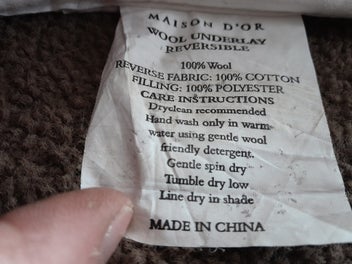 MAISON D'OR
WOOL UNDERLAY
REVERSIBLE
100% Wool
REVERSE FABRIC: 100% COTTON
FILLING: 100% POLYESTER
CARE INSTRUCTIONS
Dryclean recommended
Hand wash only in warm
water using gentle wool
friendly detergent.
Gentle spin dry
Tumble dry low
Line dry in shade
MADE IN CHINA